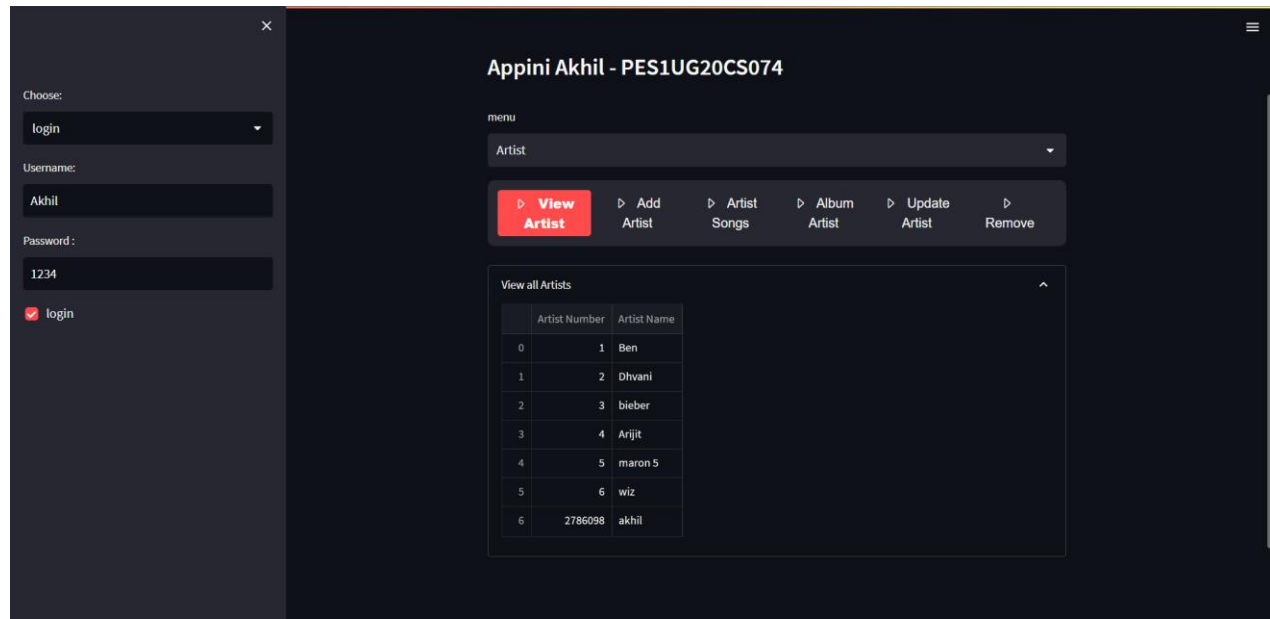 Choose:
login
Username:
Akhil
Password :
1234
login
Appini Akhil - PES1UG20CS074
menu
Artist
View Artist
Add Artist
Artist Songs
Album Artist
Update Artist
Remove
View all Artists
Artist Number Artist Name
0 1 Ben
1 2 Dhvani
2 3 bieber
3 4 Arijit
4 5 maron 5
5 6 wiz
6 2786098 akhil